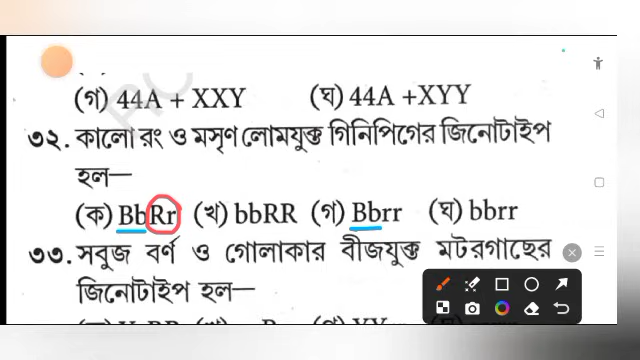 (গ) 44A + XXY (ঘ) 44A +XYY
৩২. কালো রং ও মসৃণ লোমযুক্ত গিনিপিগের জিনোটাইপ
হল—
(ক) BbRr (খ) bbRR (গ) Bbrr (ঘ) bbrr
৩৩. সবুজ বর্ণ ও গোলাকার বীজযুক্ত মটরগাছের
জিনোটাইপ হল—